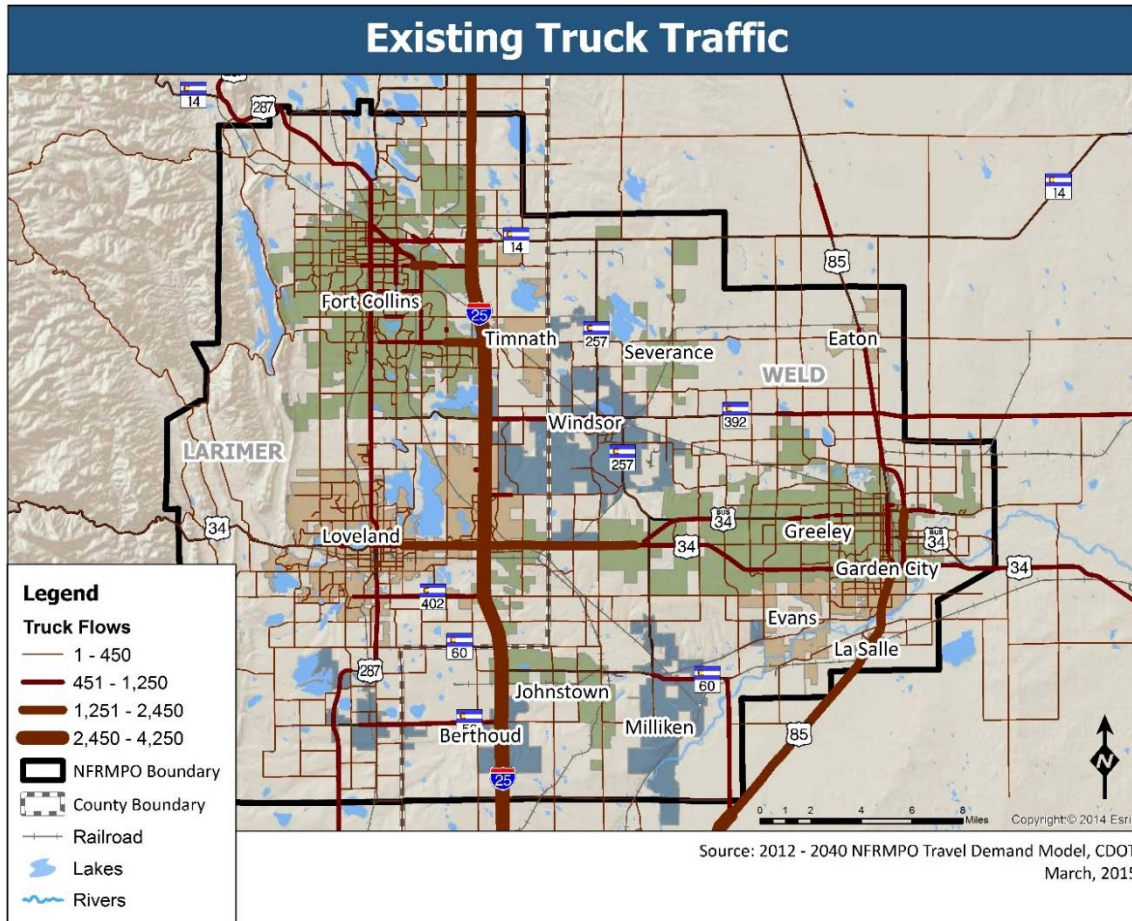 Existing Truck Traffic
14
287
14
14
85
Fort Collins
25
Timnath
257
Severance
Eaton
WELD
Windsor
392
LARIMER
257
34
Loveland
BUS
34
Greeley
34
BUS
34
Garden City
34
402
Evans
60
La Salle
287
Johnstown
60
Milliken
Berthoud
85
25
N
0 1 2 4 6 8
Miles
Copyright:© 2014 Esri
Legend
Truck Flows
1 - 450
451 - 1,250
1,251 - 2,450
2,450 - 4,250
NFRMPO Boundary
County Boundary
Railroad
Lakes
Rivers
Source: 2012 - 2040 NFRMPO Travel Demand Model, CDOT
March, 2015